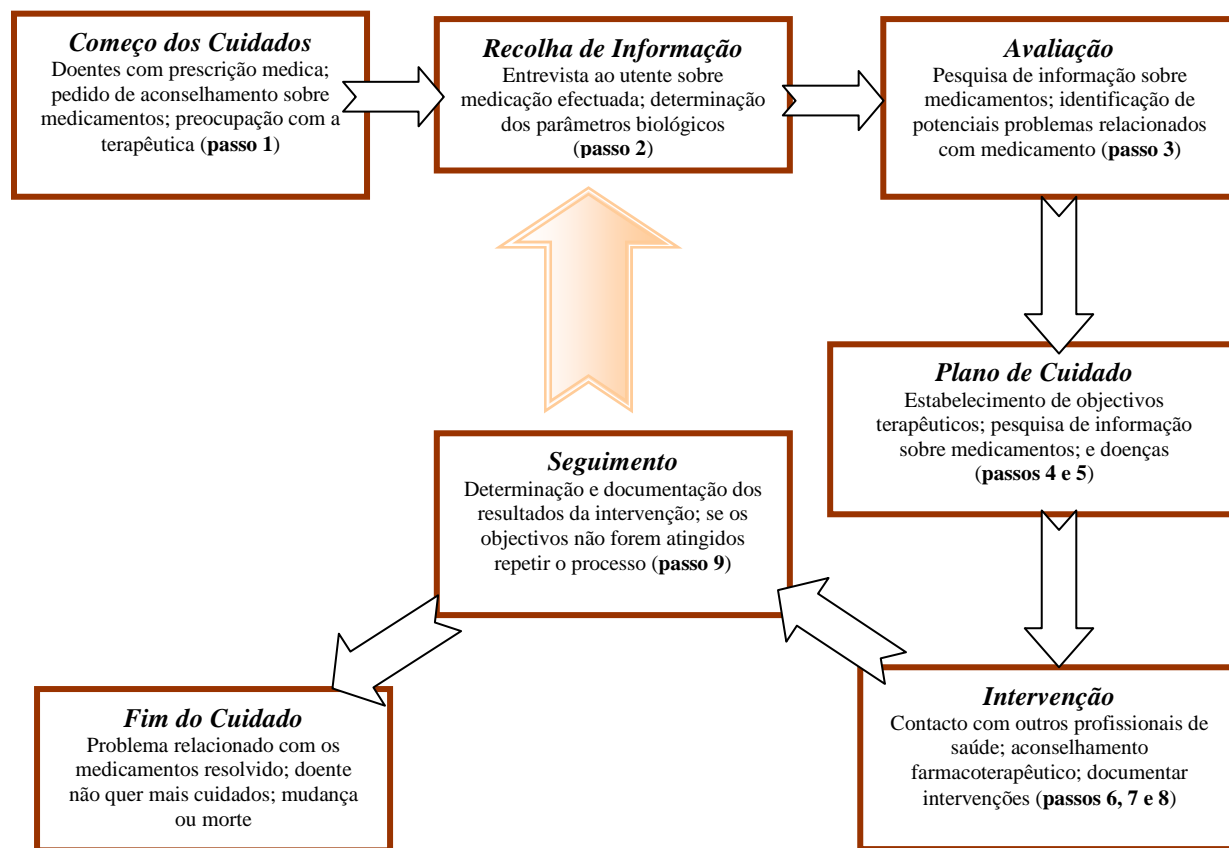 Começo dos Cuidados
Doentes com prescrição medica;
pedido de aconselhamento sobre
medicamentos; preocupação com a
terapêutica (passo 1)
Recolha de Informação
Entrevista ao utente sobre
medicação efectuada; determinação
dos parâmetros biológicos
(passo 2)
Avaliação
Pesquisa de informação sobre
medicamentos; identificação de
potenciais problemas relacionados
com medicamento (passo 3)
Plano de Cuidado
Estabelecimento de objectivos
terapêuticos; pesquisa de informação
sobre medicamentos; e doenças
(passos 4 e 5)
Intervenção
Contacto com outros profissionais de
saúde; aconselhamento
farmacoterapêutico; documentar
intervenções (passos 6, 7 e 8)
Seguimento
Determinação e documentação dos
resultados da intervenção; se os
objectivos não forem atingidos
repetir o processo (passo 9)
Fim do Cuidado
Problema relacionado com os
medicamentos resolvido; doente
não quer mais cuidados; mudança
ou morte